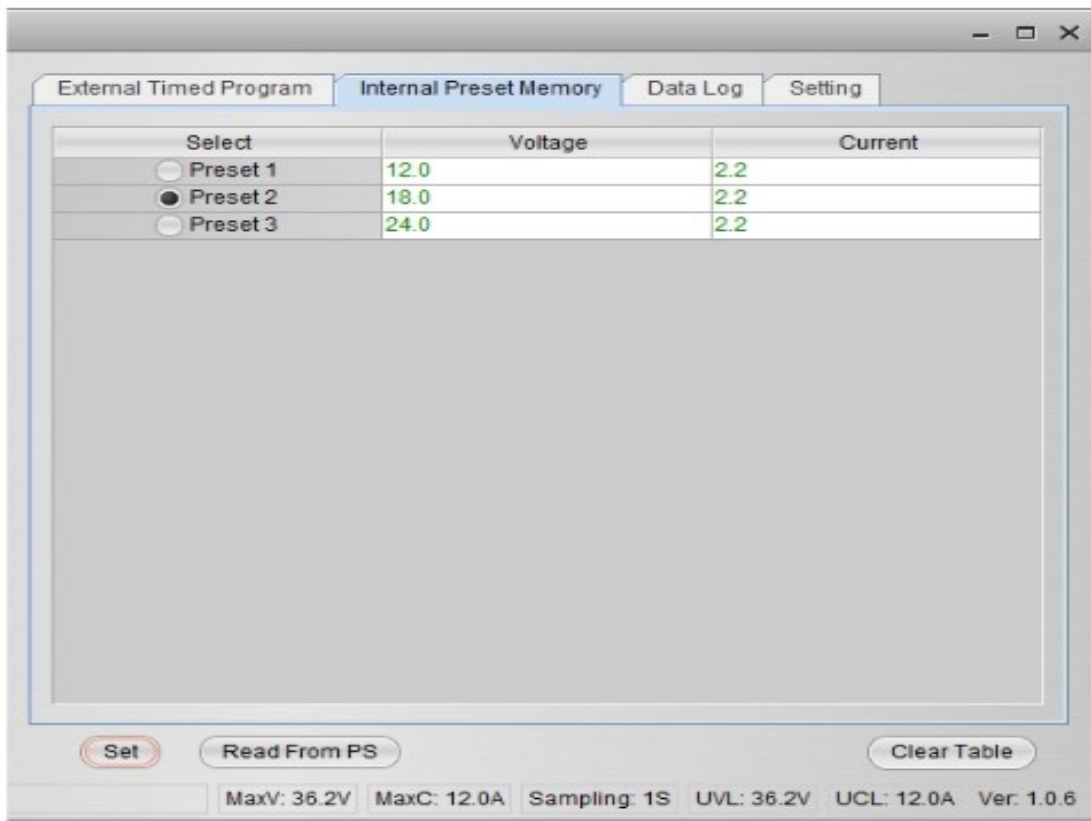 External Timed Program Internal Preset Memory Data Log Setting
Select Voltage Current
Preset 1 12.0 2.2
Preset 2 18.0 2.2
Preset 3 24.0 2.2
Set Read From PS Clear Table
MaxV: 36.2V MaxC: 12.0A Sampling: 1S UVL: 36.2V UCL: 12.0A Ver: 1.0.6